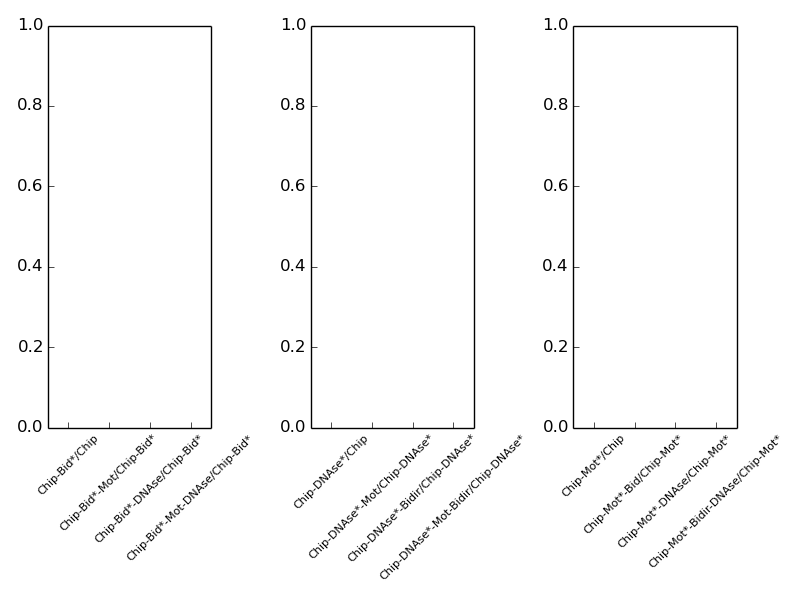 1.0
0.8
0.6
0.4
0.2
0.0
Chip-Bid*/Chip
Chip-Bid*-Mot/Chip-Bid*
Chip-Bid*-DNAse/Chip-Bid*
Chip-Bid*-Mot-DNAse/Chip-Bid*
1.0
0.8
0.6
0.4
0.2
0.0
Chip-DNAse*/Chip
Chip-DNAse*-Mot/Chip-DNAse*
Chip-DNAse*-Bidir/Chip-DNAse*
Chip-DNAse*-Mot-Bidir/Chip-DNAse*
1.0
0.8
0.6
0.4
0.2
0.0
Chip-Mot*/Chip
Chip-Mot*-Bid/Chip-Mot*
Chip-Mot*-DNAse/Chip-Mot*
Chip-Mot*-Bidir-DNAse/Chip-Mot*